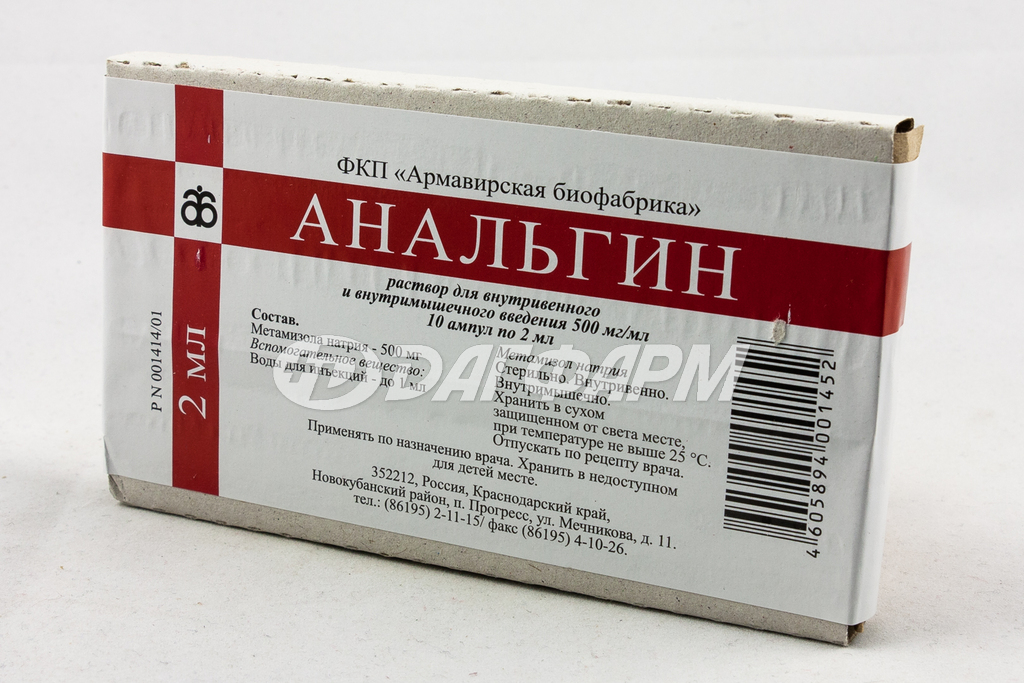 ФКП «Армавирская биофабрика»
АНАЛЬГИН
раствор для внутривенного
и внутримышечного введения 500 мг/мл
10 ампул по 2 мл
Состав.
Метамизола натрия - 500 мг
Вспомогательное вещество:
Воды для инъекций - до 1 мл
Метамизол натрия
Стерильно. Внутривенно.
Внутримышечно.
Хранить в сухом
защищенном от света месте,
при температуре не выше 25 °С.
Отпускать по рецепту врача.
Применять по назначению врача. Хранить в недоступном
для детей месте.
352212, Россия, Краснодарский край,
Новокубанский район, п. Прогресс, ул. Мечникова, д. 11.
тел.: (86195) 2-11-15/ факс (86195) 4-10-26.
P N 001414/01
2 мл
4 605894 001452
ДАНФАРМ